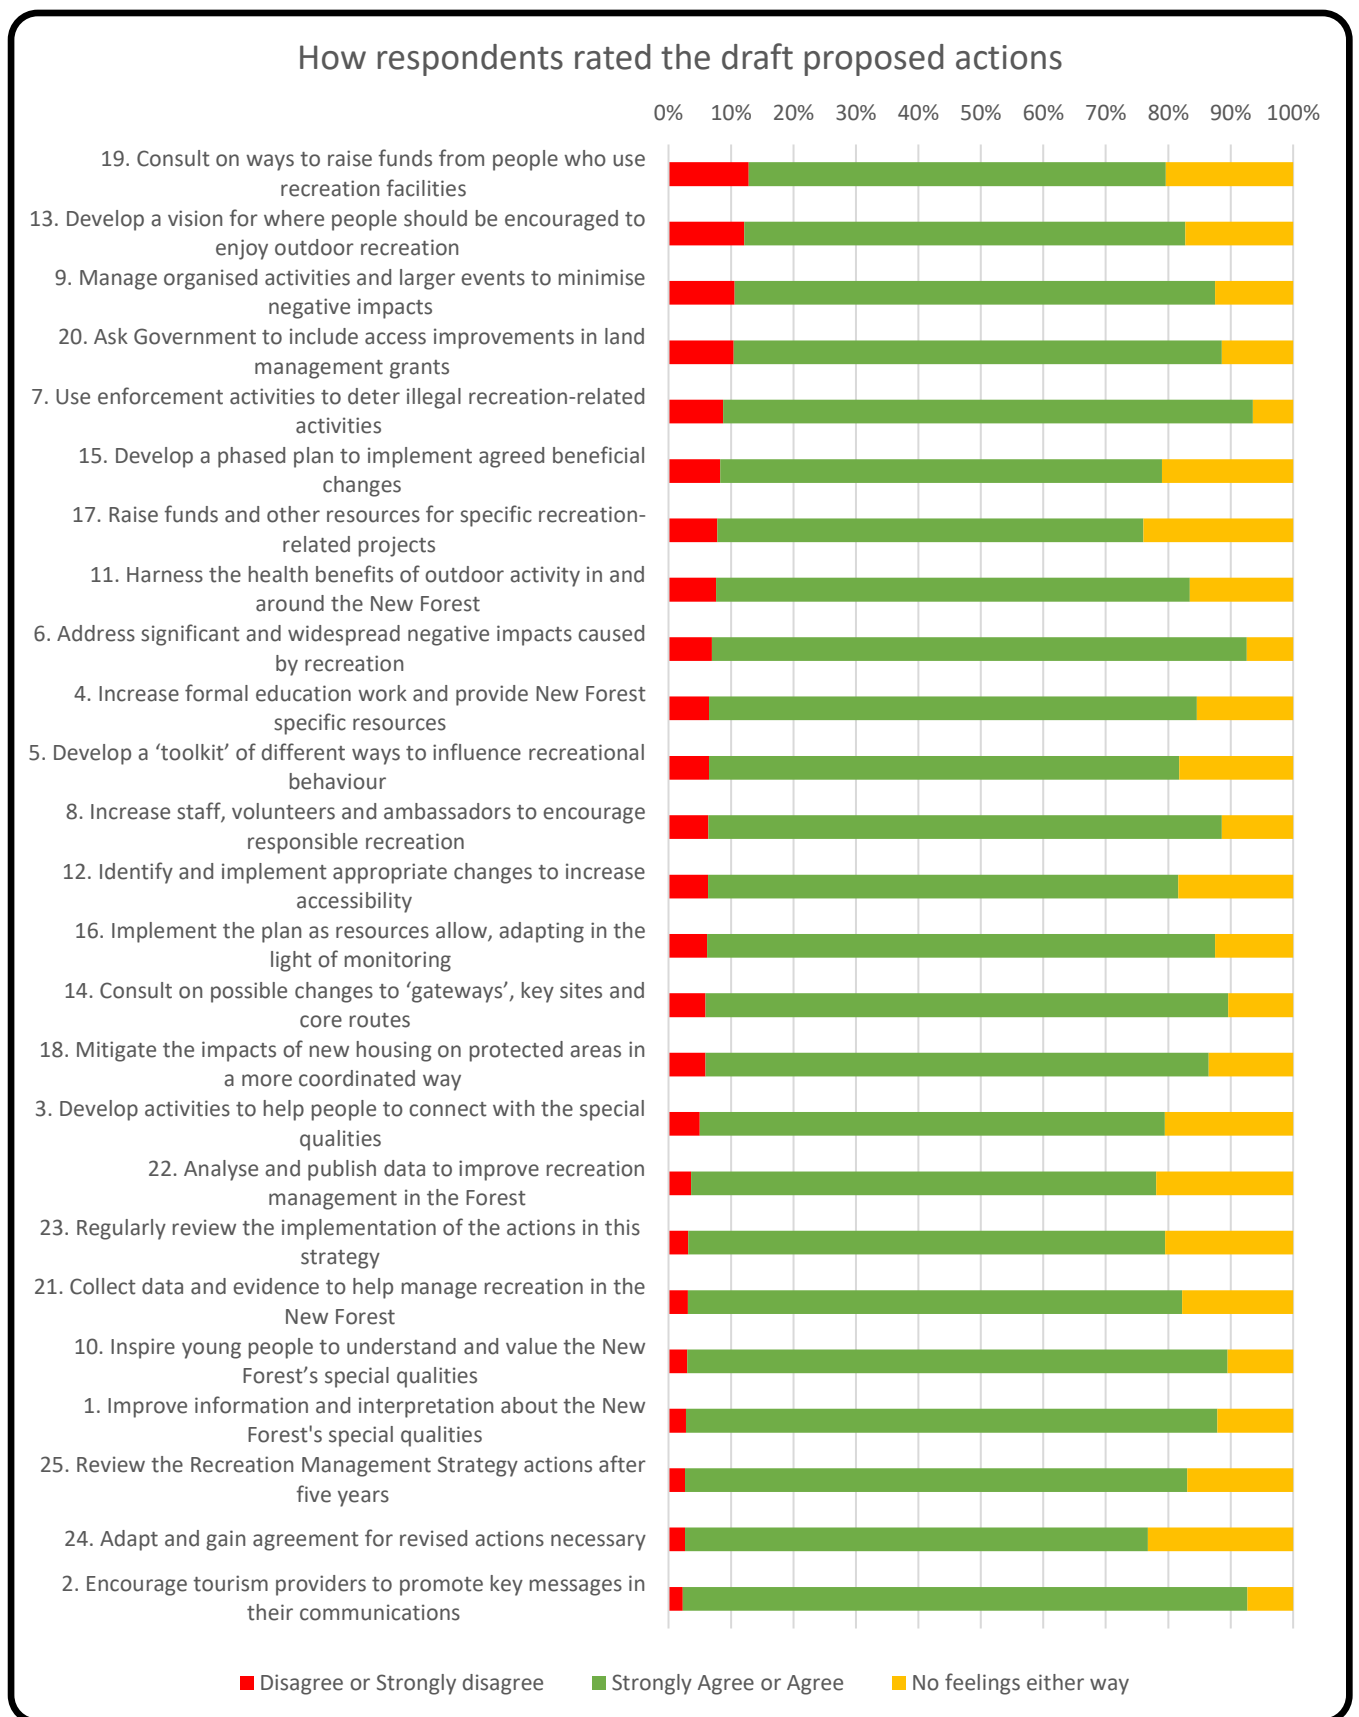 How respondents rated the draft proposed actions
0% 10% 20% 30% 40% 50% 60% 70% 80% 90% 100%
19. Consult on ways to raise funds from people who use
recreation facilities
13. Develop a vision for where people should be encouraged to
enjoy outdoor recreation
9. Manage organised activities and larger events to minimise
negative impacts
20. Ask Government to include access improvements in land
management grants
7. Use enforcement activities to deter illegal recreation-related
activities
15. Develop a phased plan to implement agreed beneficial
changes
17. Raise funds and other resources for specific recreation-
related projects
11. Harness the health benefits of outdoor activity in and
around the New Forest
6. Address significant and widespread negative impacts caused
by recreation
4. Increase formal education work and provide New Forest
specific resources
5. Develop a ‘toolkit’ of different ways to influence recreational
behaviour
8. Increase staff, volunteers and ambassadors to encourage
responsible recreation
12. Identify and implement appropriate changes to increase
accessibility
16. Implement the plan as resources allow, adapting in the
light of monitoring
14. Consult on possible changes to ‘gateways’, key sites and
core routes
18. Mitigate the impacts of new housing on protected areas in
a more coordinated way
3. Develop activities to help people to connect with the special
qualities
22. Analyse and publish data to improve recreation
management in the Forest
23. Regularly review the implementation of the actions in this
strategy
21. Collect data and evidence to help manage recreation in the
New Forest
10. Inspire young people to understand and value the New
Forest’s special qualities
1. Improve information and interpretation about the New
Forest's special qualities
25. Review the Recreation Management Strategy actions after
five years
24. Adapt and gain agreement for revised actions necessary
2. Encourage tourism providers to promote key messages in
their communications
Disagree or Strongly disagree Strongly Agree or Agree No feelings either way